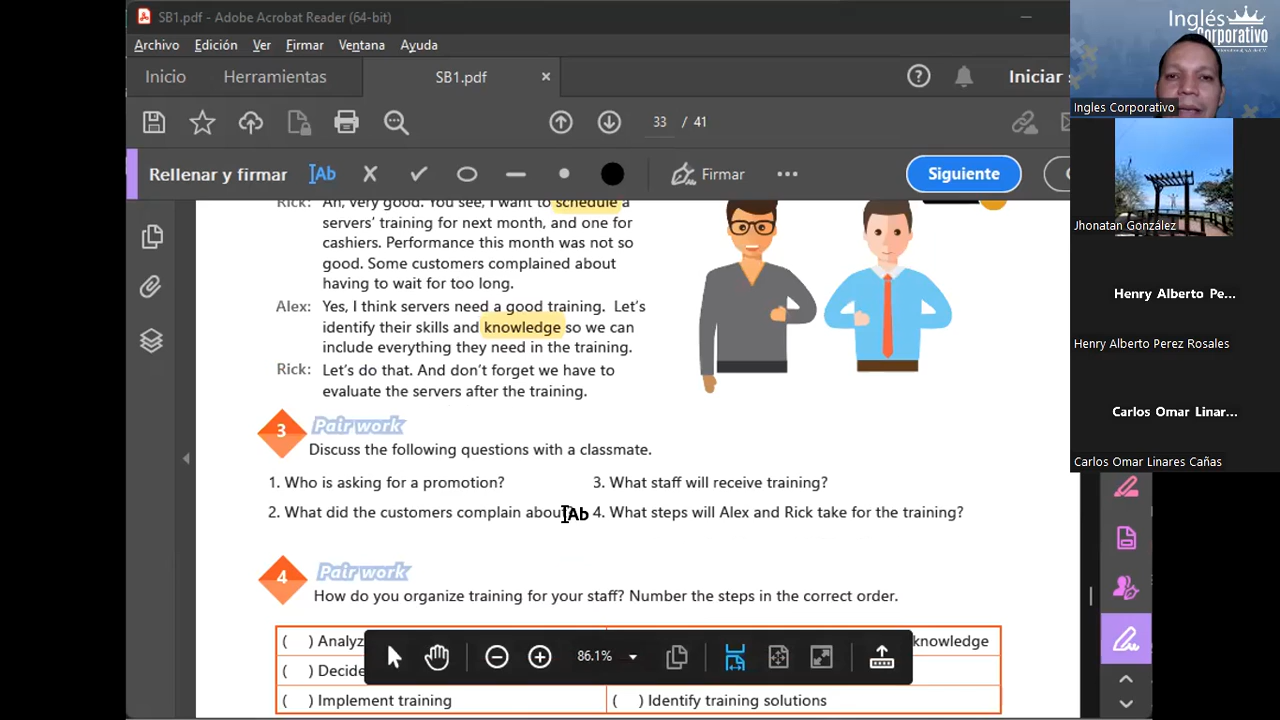 SB1.pdf - Adobe Acrobat Reader (64-bit)
Archivo Edición Ver Firmar Ventana Ayuda
Inicio Herramientas SB1.pdf × Iniciar s
33 / 41
Rellenar y firmar Ab Firmar Siguiente
Rick: Ah, very good. You see, I want to schedule a
servers' training for next month, and one for
cashiers. Performance this month was not so
good. Some customers complained about
having to wait for too long.
Alex: Yes, I think servers need a good training. Let's
identify their skills and knowledge so we can
include everything they need in the training.
Rick: Let's do that. And don't forget we have to
evaluate the servers after the training.
3 Pair work
Discuss the following questions with a classmate.
1. Who is asking for a promotion?
2. What did the customers complain about
Ab
3. What staff will receive training?
4. What steps will Alex and Rick take for the training?
4 Pair work
How do you organize training for your staff? Number the steps in the correct order.
( ) Analyz
knowledge
( ) Decide
( ) Implement training ( ) Identify training solutions
86.1%
Inglés
Corporativo
Ingles Corporativo
Jhonatan González
Henry Alberto Pe...
Henry Alberto Perez Rosales
Carlos Omar Linar...
Carlos Omar Linares Cañas